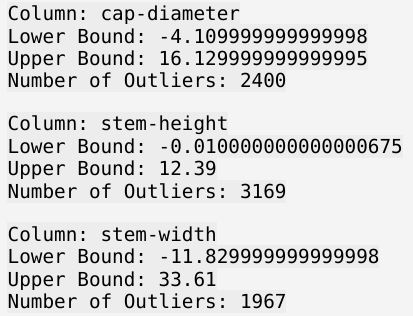 Column: cap-diameter
Lower Bound: -4.109999999999998
Upper Bound: 16.129999999999995
Number of Outliers: 2400
Column: stem-height
Lower Bound: -0.010000000000000675
Upper Bound: 12.39
Number of Outliers: 3169
Column: stem-width
Lower Bound: -11.829999999999998
Upper Bound: 33.61
Number of Outliers: 1967